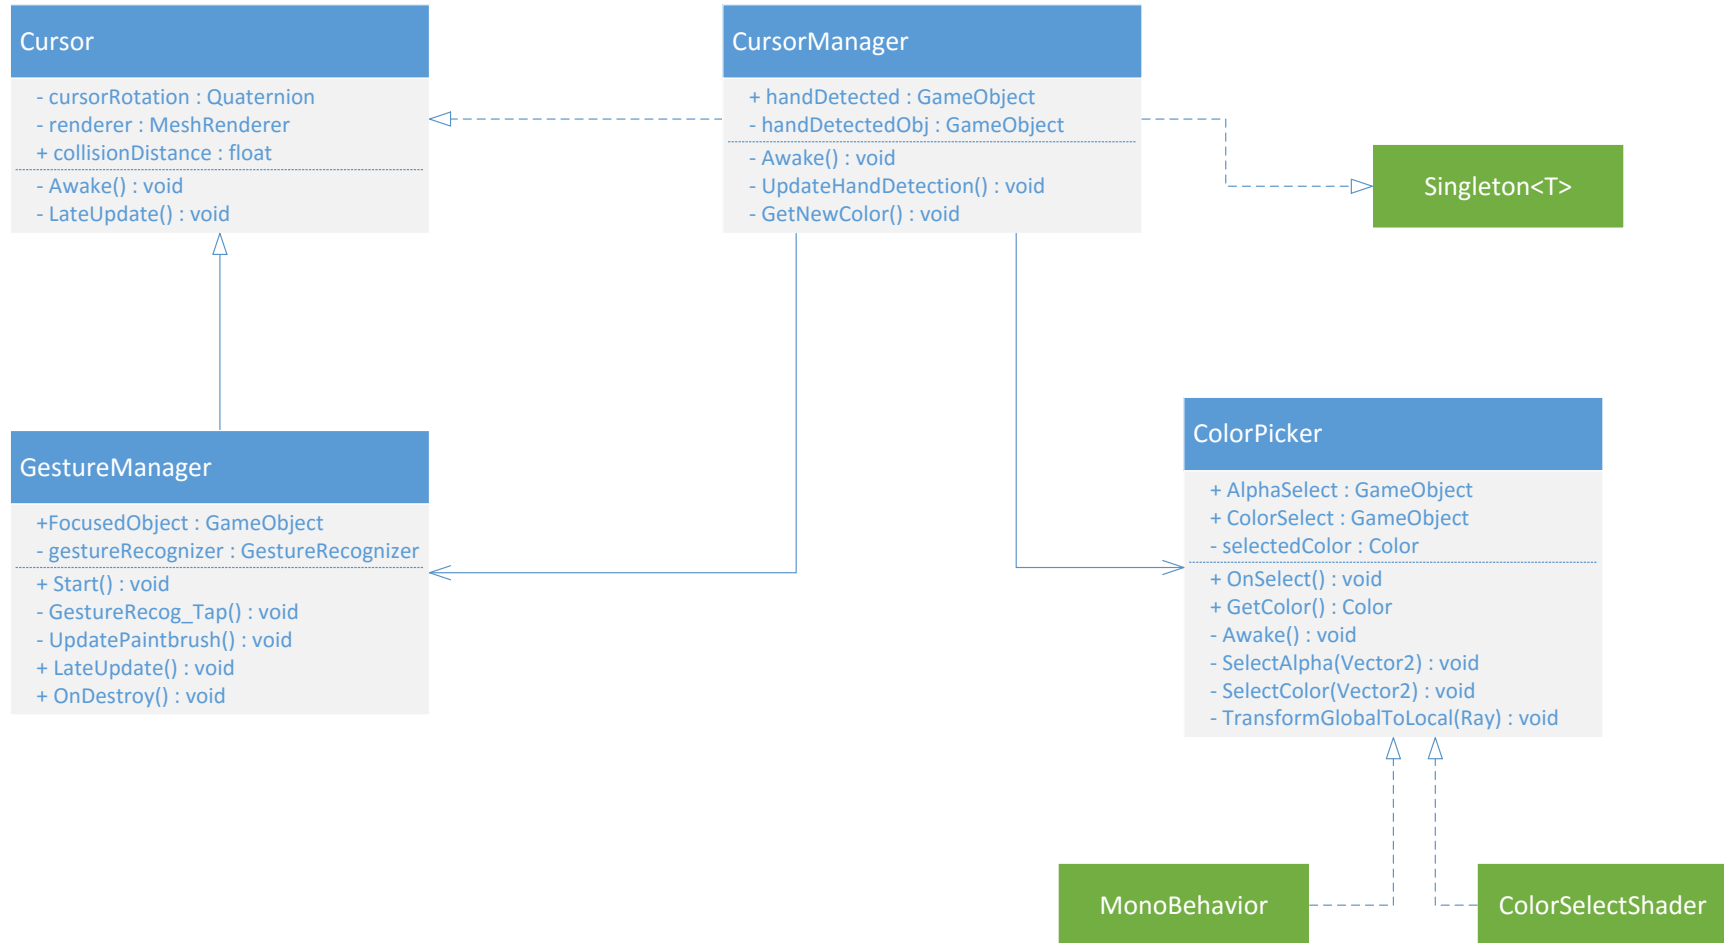 Cursor
- cursorRotation : Quaternion
- renderer : MeshRenderer
+ collisionDistance : float
- Awake() : void
- LateUpdate() : void
CursorManager
+ handDetected : GameObject
- handDetectedObj : GameObject
- Awake() : void
- UpdateHandDetection() : void
- GetNewColor() : void
Singleton<T>
GestureManager
+FocusedObject : GameObject
- gestureRecognizer : GestureRecognizer
+ Start() : void
- GestureRecog_Tap() : void
- UpdatePaintbrush() : void
+ LateUpdate() : void
+ OnDestroy() : void
ColorPicker
+ AlphaSelect : GameObject
+ ColorSelect : GameObject
- selectedColor : Color
+ OnSelect() : void
+ GetColor() : Color
- Awake() : void
- SelectAlpha(Vector2) : void
- SelectColor(Vector2) : void
- TransformGlobalToLocal(Ray) : void
MonoBehavior
ColorSelectShader